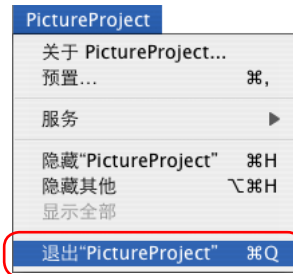 PictureProject
关于 PictureProject...
预置... ⌘,
服务 ▶
隐藏“PictureProject” ⌘H
隐藏其他 ⌥⌘H
显示全部
退出“PictureProject” ⌘Q